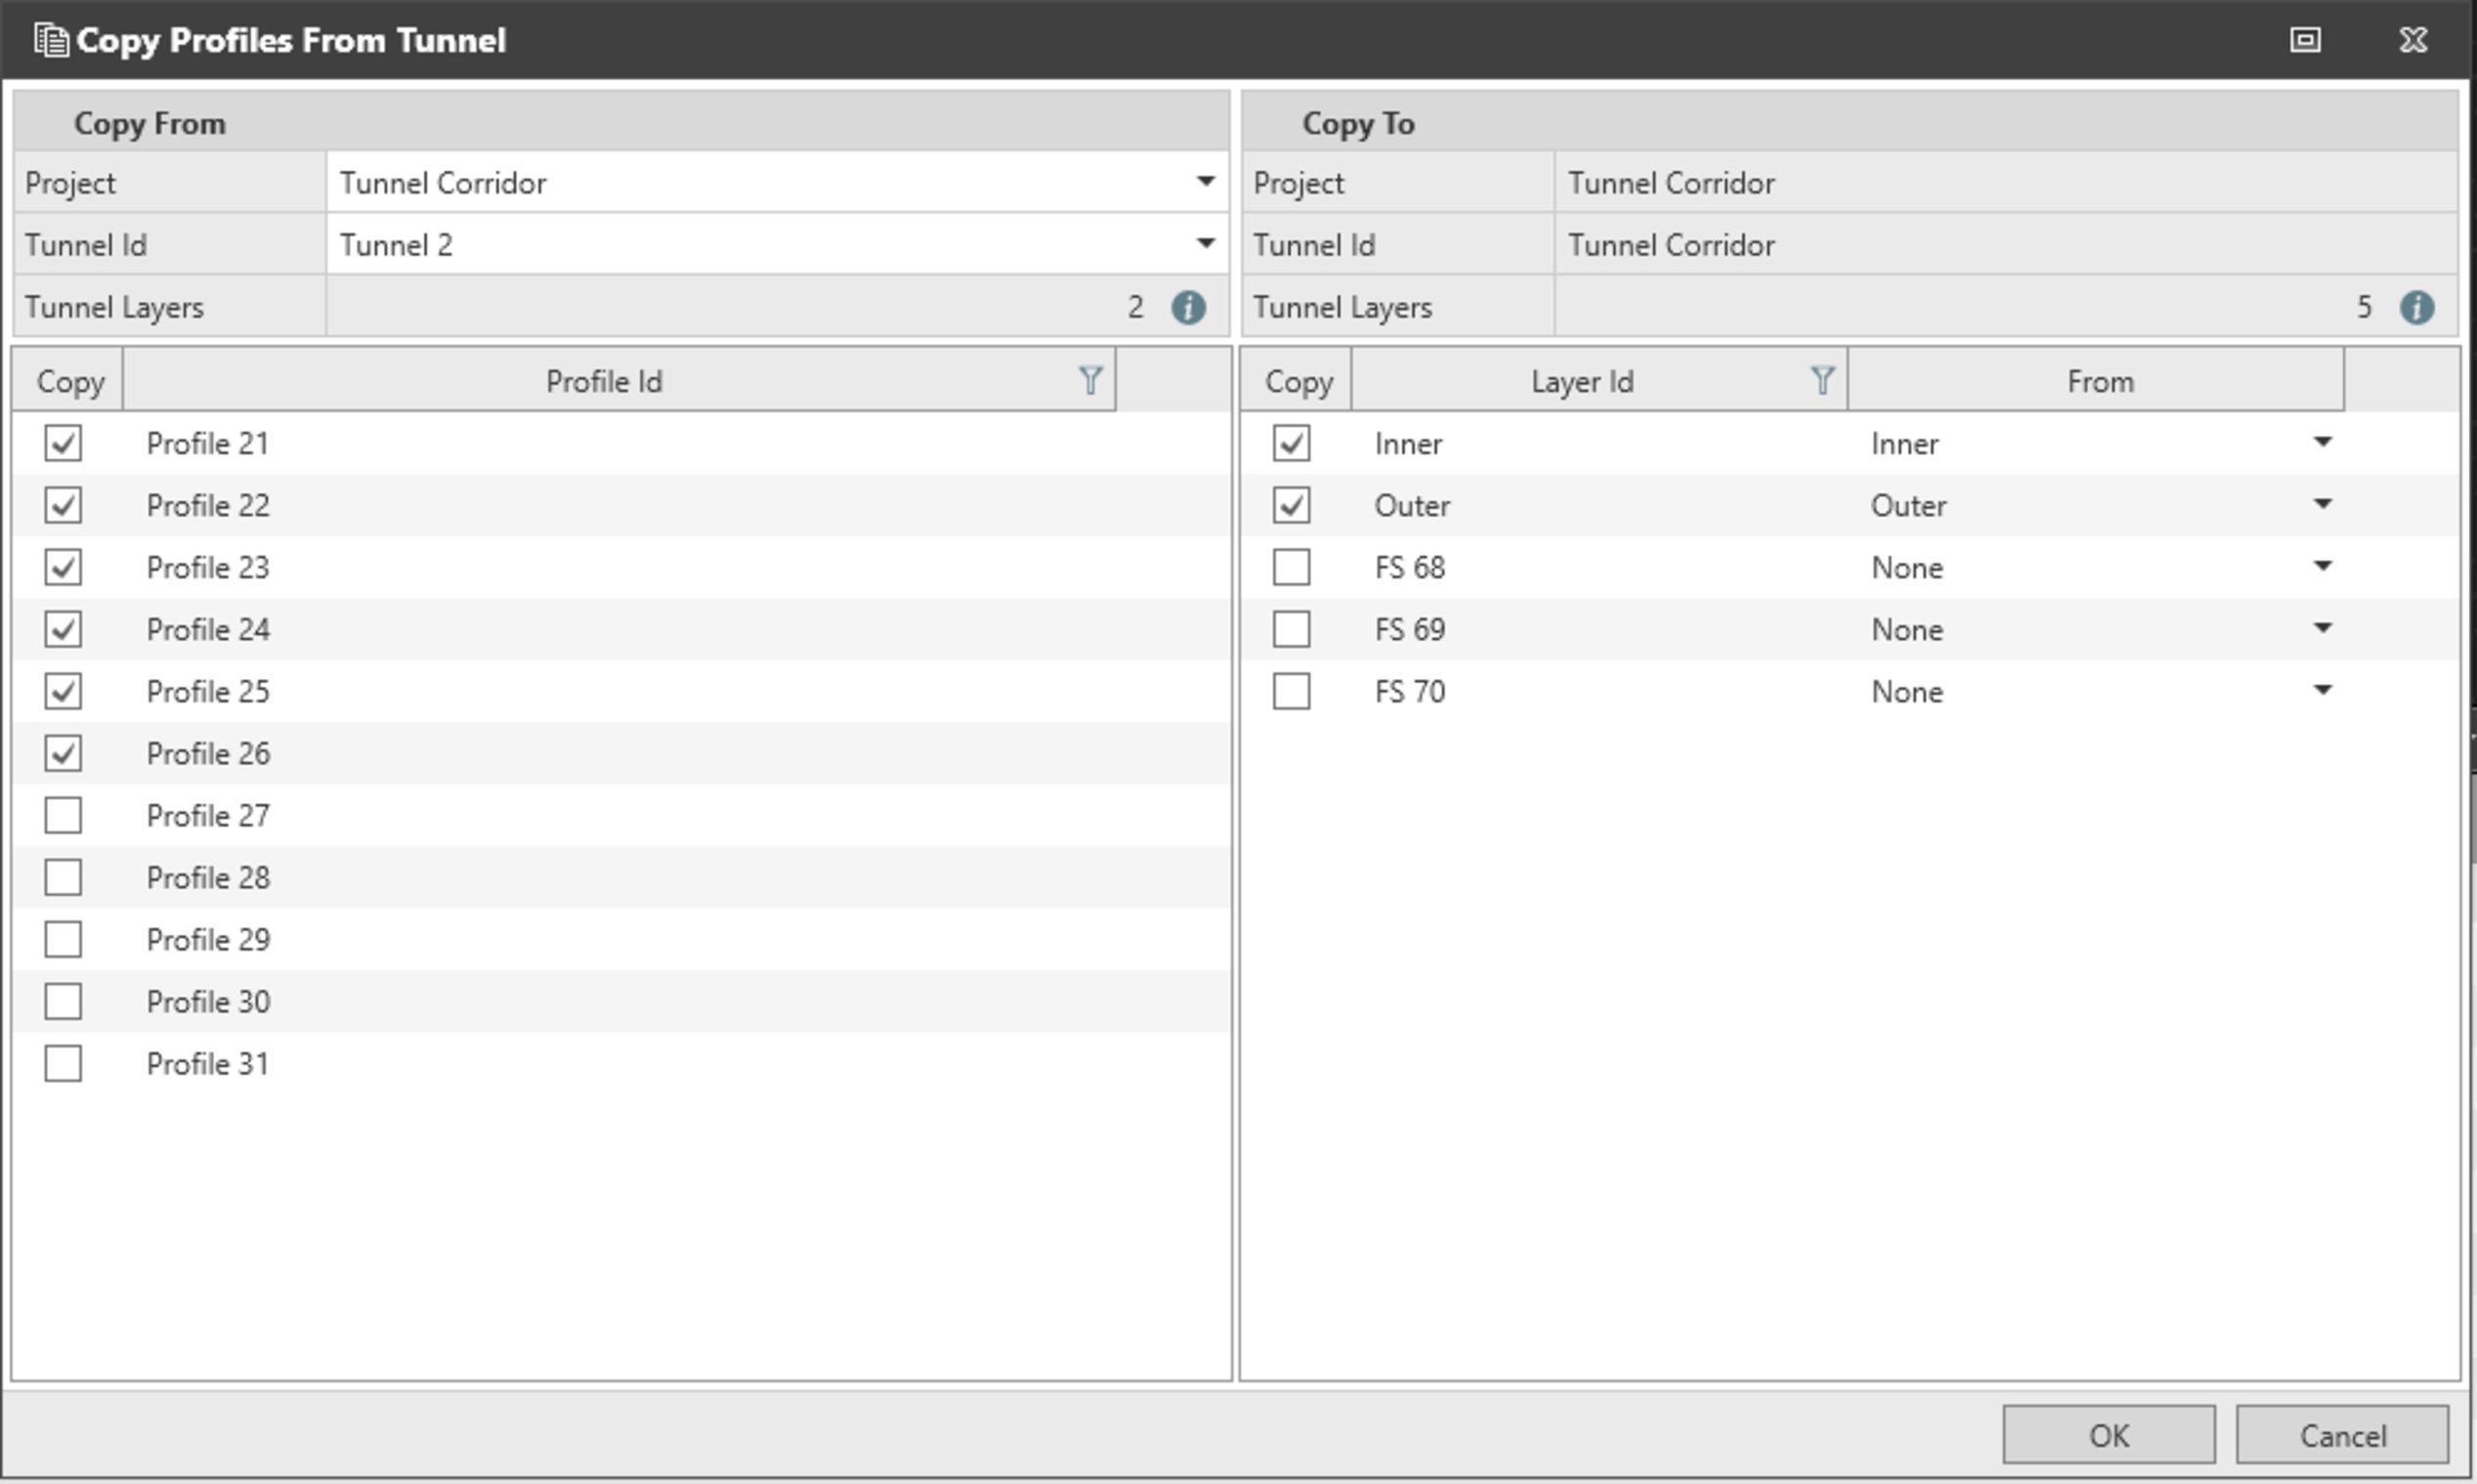 Copy Profiles From Tunnel
Copy From
Project Tunnel Corridor
Tunnel Id Tunnel 2
Tunnel Layers 2
Copy Profile Id
Profile 21
Profile 22
Profile 23
Profile 24
Profile 25
Profile 26
Profile 27
Profile 28
Profile 29
Profile 30
Profile 31
Copy To
Project Tunnel Corridor
Tunnel Id Tunnel Corridor
Tunnel Layers 5
Copy Layer Id From
Inner Inner
Outer Outer
FS 68 None
FS 69 None
FS 70 None
OK Cancel